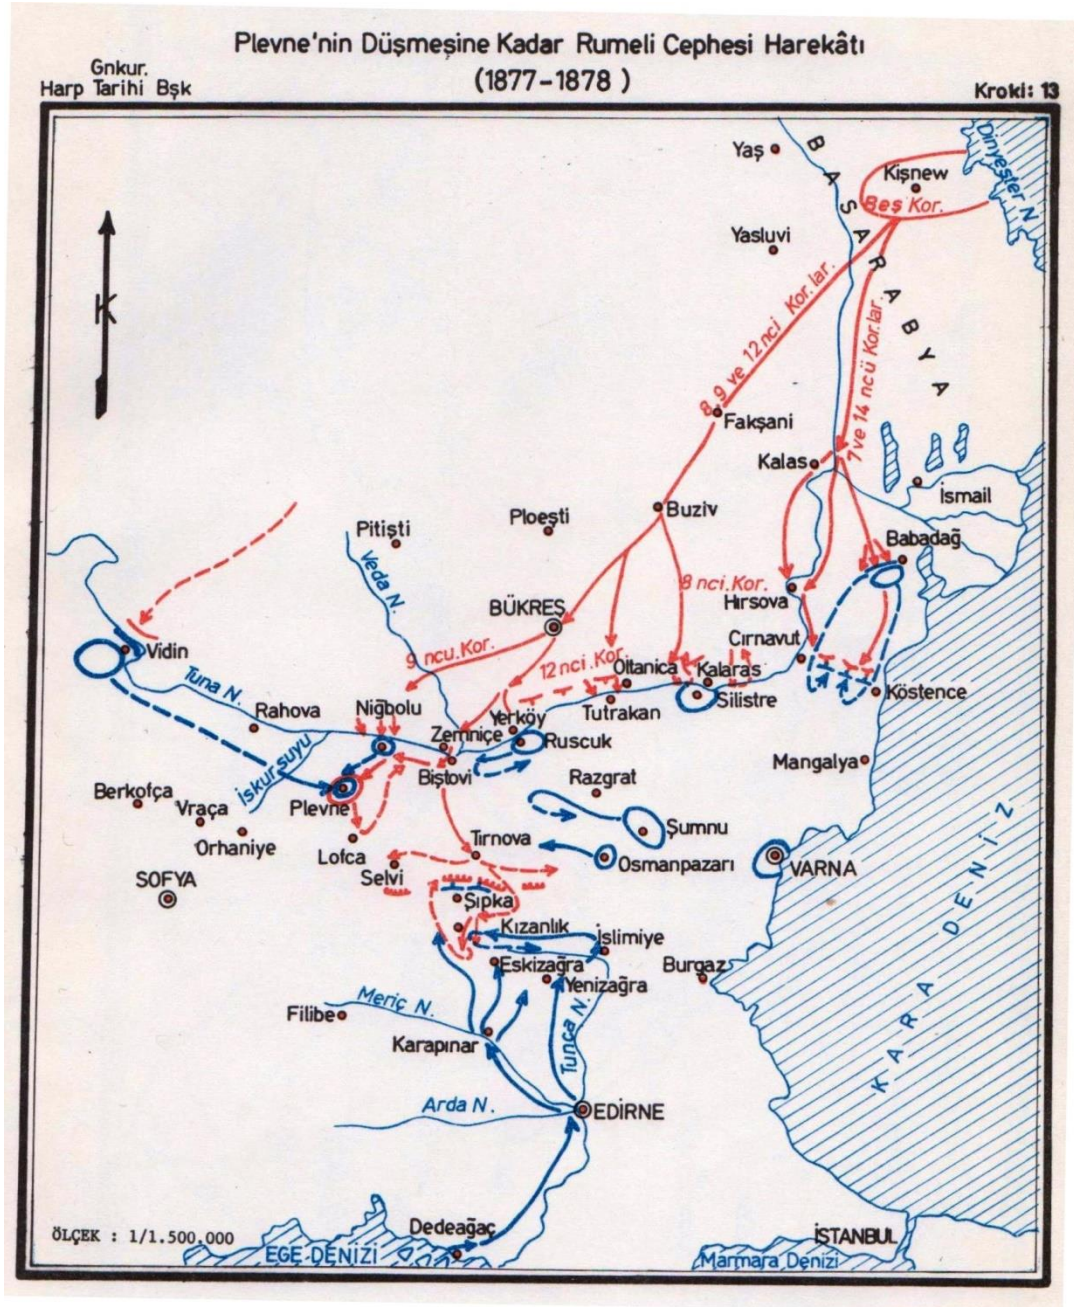 Plevne'nin Düşmeşine Kadar Rumeli Cephesi Harekâtı
(1877-1878)
Gnkur.
Harp Tarihi Bşk
Kroki: 13
K
Yaş
BASARABYA
Dinyester N
Kişnew
Beş Kor.
Yasluvi
8, 9 ve 12nci Kor.lar.
7 ve 14 ncü Kor.lar.
Fakşani
Kalas
İsmail
Buziv
Ploeşti
Pitişti
Babadağ
Veda N.
8 nci.Kor.
Hırsova
BÜKREŞ
Cırnavut
Vidin
9 ncu.Kor.
12nci.Kor.
Oltanica
Kalaraş
Tuna N.
Köstence
Silistre
Rahova
Niğbolu
Tutrakan
Yerköy
Zemniçe
Ruscuk
İskur suyu
Biştovi
Mangalya
Razgrat
Berkofça
Plevne
Vraça
Şumnu
Orhaniye
Tırnova
Lofca
Osmanpazarı
VARNA
Selvi
SOFYA
Şıpka
Kızanlık
İslimiye
Eskizağra
Burgaz
Yenizağra
KARA DENİZ
Meriç N.
Filibe
Karapınar
Tunca N.
Arda N.
EDİRNE
Dedeağaç
İSTANBUL
ÖLÇEK : 1/1.500.000
EGE DENİZİ
Marmara Denizi